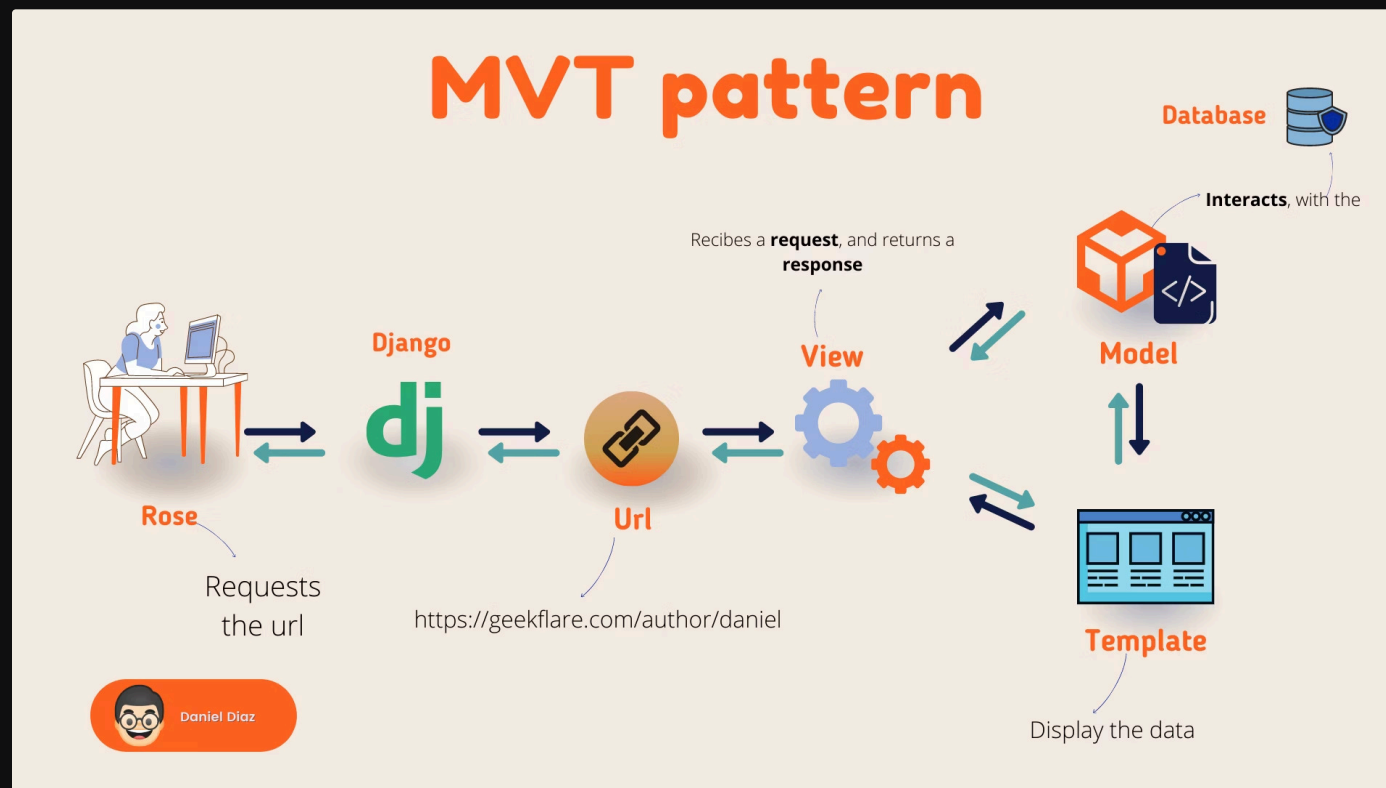 MVT pattern
Database
Interacts, with the
Recibes a request, and returns a
response
Django
View
Model
dj
Rose
Url
Requests
the url
https://geekflare.com/author/daniel
</>
Template
Daniel Diaz
Display the data